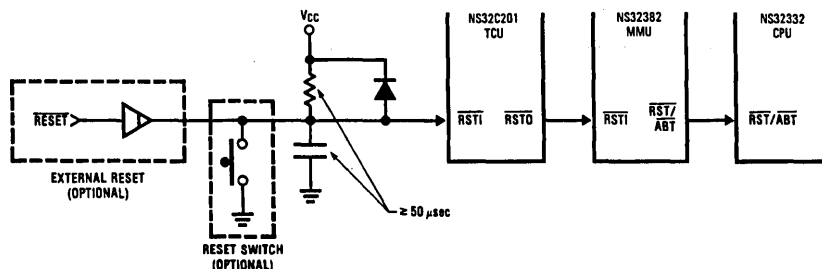 VCC
NS32C201
TCU
NS32382
MMU
NS32332
CPU
RESET
RSTI
RSTO
RSTI
RST/
ABT
RST/ABT
EXTERNAL RESET
(OPTIONAL)
≥ 50 μsec
RESET SWITCH
(OPTIONAL)